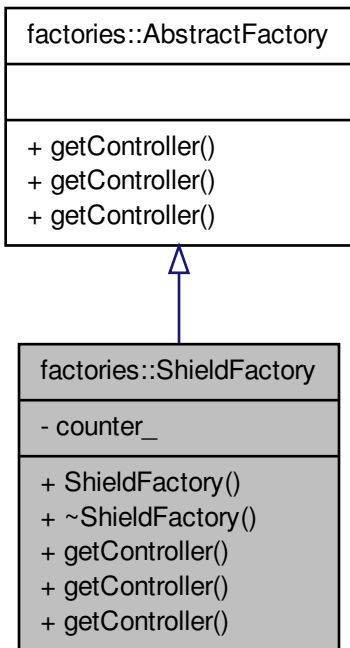 factories::AbstractFactory
+ getController()
+ getController()
+ getController()
factories::ShieldFactory
- counter_
+ ShieldFactory()
+ ~ShieldFactory()
+ getController()
+ getController()
+ getController()